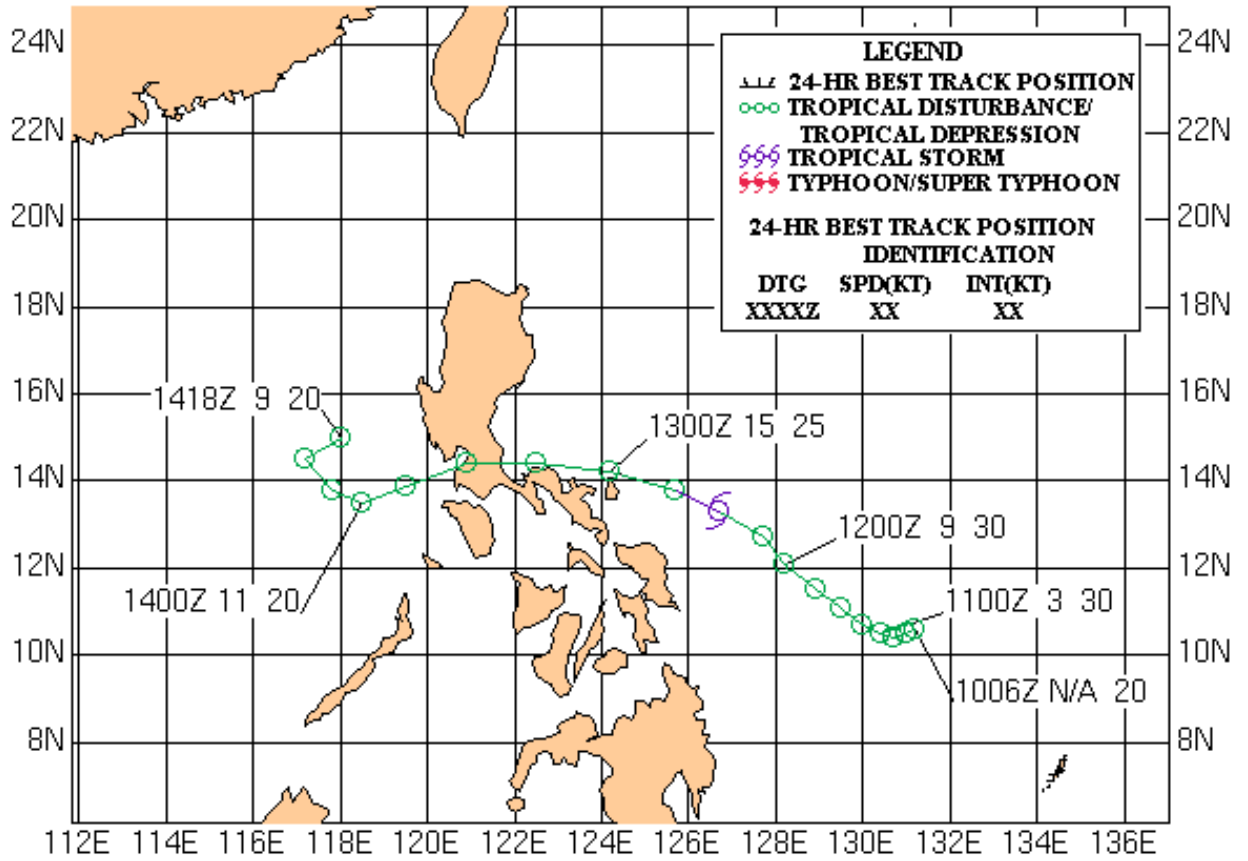 24N
22N
20N
18N
16N
14N
12N
10N
8N
24N
22N
20N
18N
16N
14N
12N
10N
8N
LEGEND
24-HR BEST TRACK POSITION
TROPICAL DISTURBANCE/
TROPICAL DEPRESSION
TROPICAL STORM
TYPHOON/SUPER TYPHOON
24-HR BEST TRACK POSITION
IDENTIFICATION
DTG SPD(KT) INT(KT)
XXXXZ XX XX
1418Z 9 20
1300Z 15 25
1200Z 9 30
1400Z 11 20
1100Z 3 30
1006Z N/A 20
112E 114E 116E 118E 120E 122E 124E 126E 128E 130E 132E 134E 136E